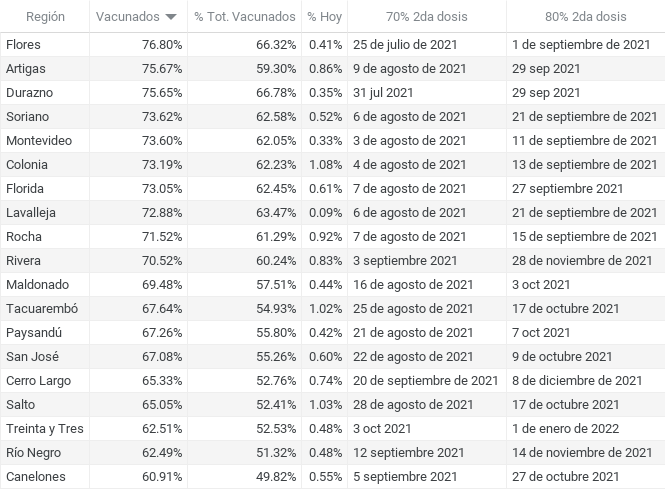 Región Vacunados % Tot. Vacunados % Hoy 70% 2da dosis 80% 2da dosis
Flores 76.80% 66.32% 0.41% 25 de julio de 2021 1 de septiembre de 2021
Artigas 75.67% 59.30% 0.86% 9 de agosto de 2021 29 sep 2021
Durazno 75.65% 66.78% 0.35% 31 jul 2021 29 sep 2021
Soriano 73.62% 62.58% 0.52% 6 de agosto de 2021 21 de septiembre de 2021
Montevideo 73.60% 62.05% 0.33% 3 de agosto de 2021 11 de septiembre de 2021
Colonia 73.19% 62.23% 1.08% 4 de agosto de 2021 13 de septiembre de 2021
Florida 73.05% 62.45% 0.61% 7 de agosto de 2021 27 septiembre 2021
Lavalleja 72.88% 63.47% 0.09% 6 de agosto de 2021 21 de septiembre de 2021
Rocha 71.52% 61.29% 0.92% 7 de agosto de 2021 15 de septiembre de 2021
Rivera 70.52% 60.24% 0.83% 3 septiembre 2021 28 de noviembre de 2021
Maldonado 69.48% 57.51% 0.44% 16 de agosto de 2021 3 oct 2021
Tacuarembó 67.64% 54.93% 1.02% 25 de agosto de 2021 17 de octubre de 2021
Paysandú 67.26% 55.80% 0.42% 21 de agosto de 2021 7 oct 2021
San José 67.08% 55.26% 0.60% 22 de agosto de 2021 9 de octubre de 2021
Cerro Largo 65.33% 52.76% 0.74% 20 de septiembre de 2021 8 de diciembre de 2021
Salto 65.05% 52.41% 1.03% 28 de agosto de 2021 17 de octubre de 2021
Treinta y Tres 62.51% 52.53% 0.48% 3 oct 2021 1 de enero de 2022
Río Negro 62.49% 51.32% 0.48% 12 septiembre 2021 14 de noviembre de 2021
Canelones 60.91% 49.82% 0.55% 5 septiembre 2021 27 de octubre de 2021